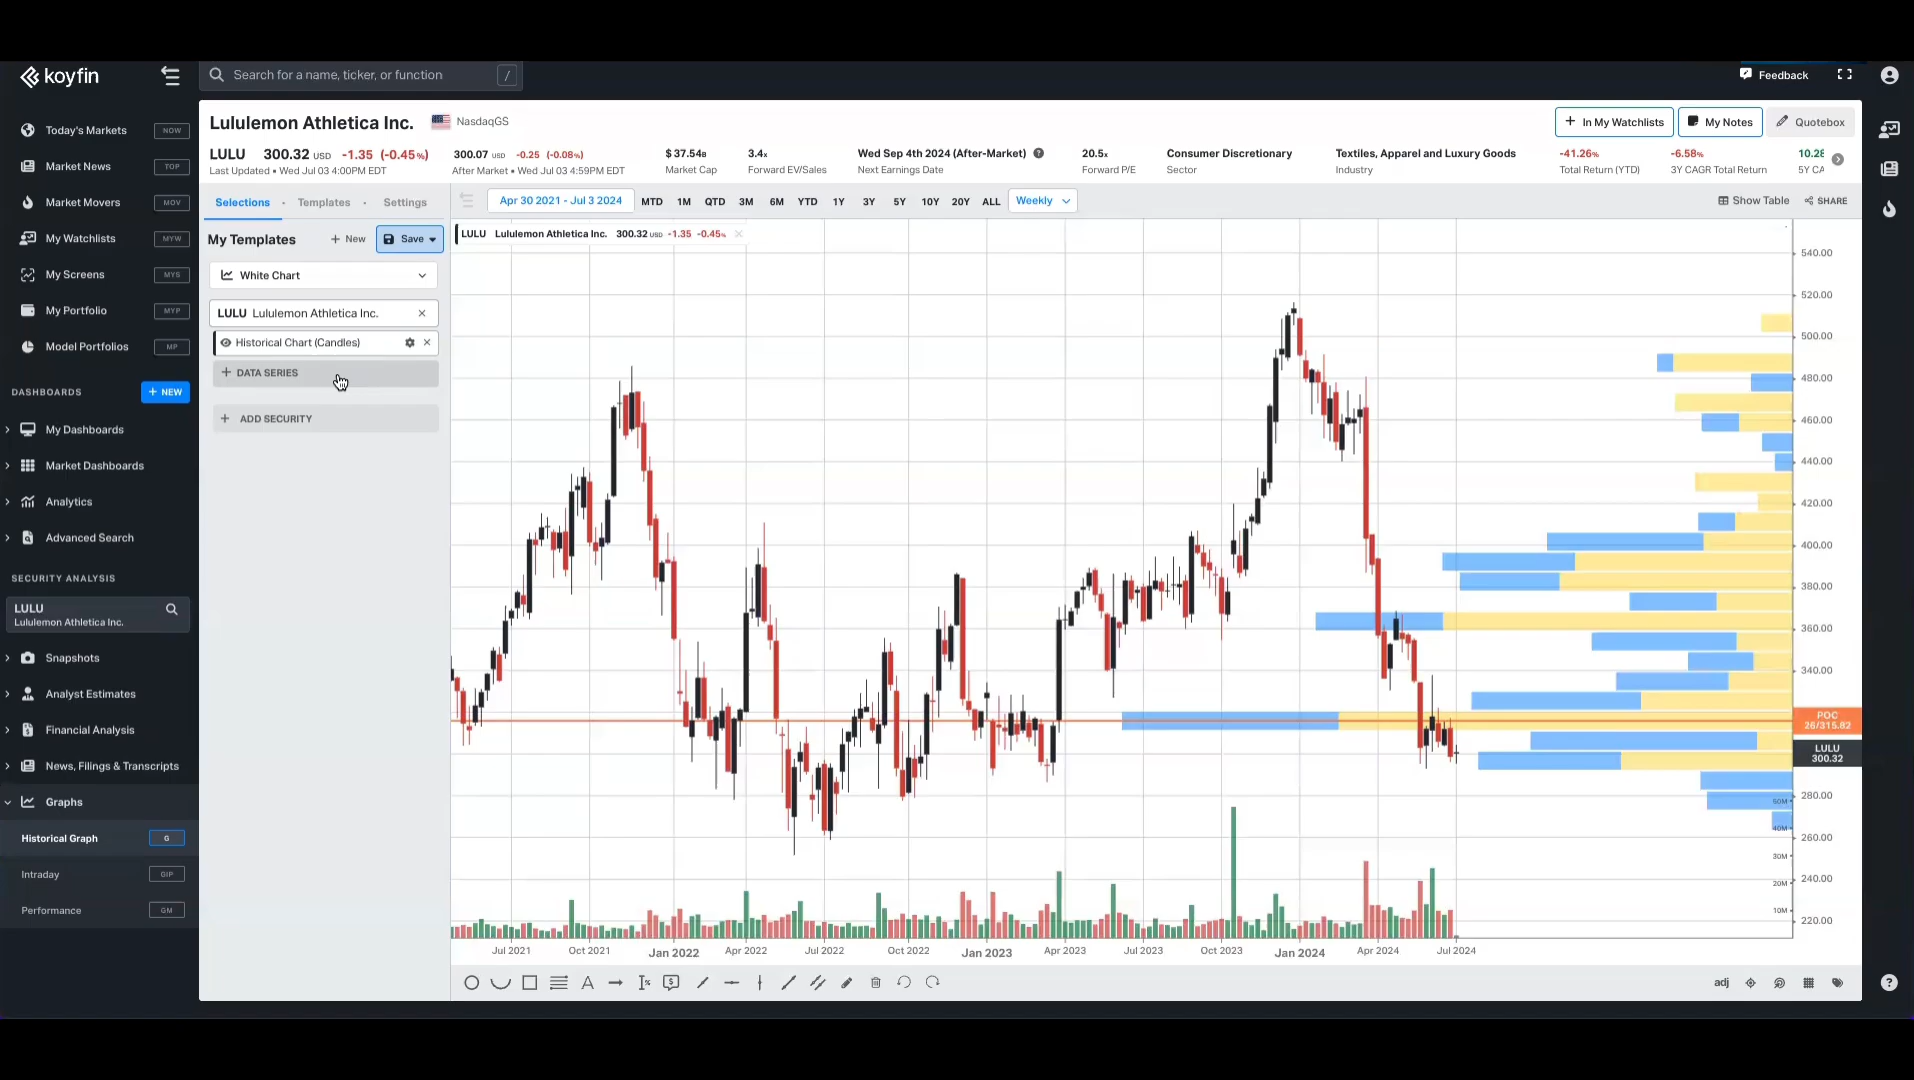 koyfin
Search for a name, ticker, or function /
Feedback
Today's Markets NOW
Market News TOP
Market Movers MOV
My Watchlists MYW
My Screens MYS
My Portfolio MYP
Model Portfolios MP
DASHBOARDS + NEW
My Dashboards
Market Dashboards
Analytics
Advanced Search
SECURITY ANALYSIS
LULU
Lululemon Athletica Inc.
Snapshots
Analyst Estimates
Financial Analysis
News, Filings & Transcripts
Graphs
Historical Graph G
Intraday GIP
Performance GM
Lululemon Athletica Inc. NasdaqGS
+ In My Watchlists My Notes Quotebox
LULU 300.32 USD -1.35 (-0.45%)
Last Updated • Wed Jul 03 4:00PM EDT
300.07 USD -0.25 (-0.08%)
After Market • Wed Jul 03 4:59PM EDT
$ 37.54B
Market Cap
3.4x
Forward EV/Sales
Wed Sep 4th 2024 (After-Market) ?
Next Earnings Date
20.5x
Forward P/E
Consumer Discretionary
Sector
Textiles, Apparel and Luxury Goods
Industry
-41.26%
Total Return (YTD)
-6.58%
3Y CAGR Total Return
10.28
5Y CA
Selections • Templates • Settings
My Templates + New Save
White Chart
LULU Lululemon Athletica Inc.
Historical Chart (Candles)
+ DATA SERIES
+ ADD SECURITY
Apr 30 2021 - Jul 3 2024 MTD 1M QTD 3M 6M YTD 1Y 3Y 5Y 10Y 20Y ALL Weekly
Show Table SHARE
LULU Lululemon Athletica Inc. 300.32 USD -1.35 -0.45%
540.00
520.00
500.00
480.00
460.00
440.00
420.00
400.00
380.00
360.00
340.00
POC
26/315.82
LULU
300.32
280.00
260.00
240.00
220.00
50M
40M
30M
20M
10M
Jul 2021 Oct 2021 Jan 2022 Apr 2022 Jul 2022 Oct 2022 Jan 2023 Apr 2023 Jul 2023 Oct 2023 Jan 2024 Apr 2024 Jul 2024
A
adj
?